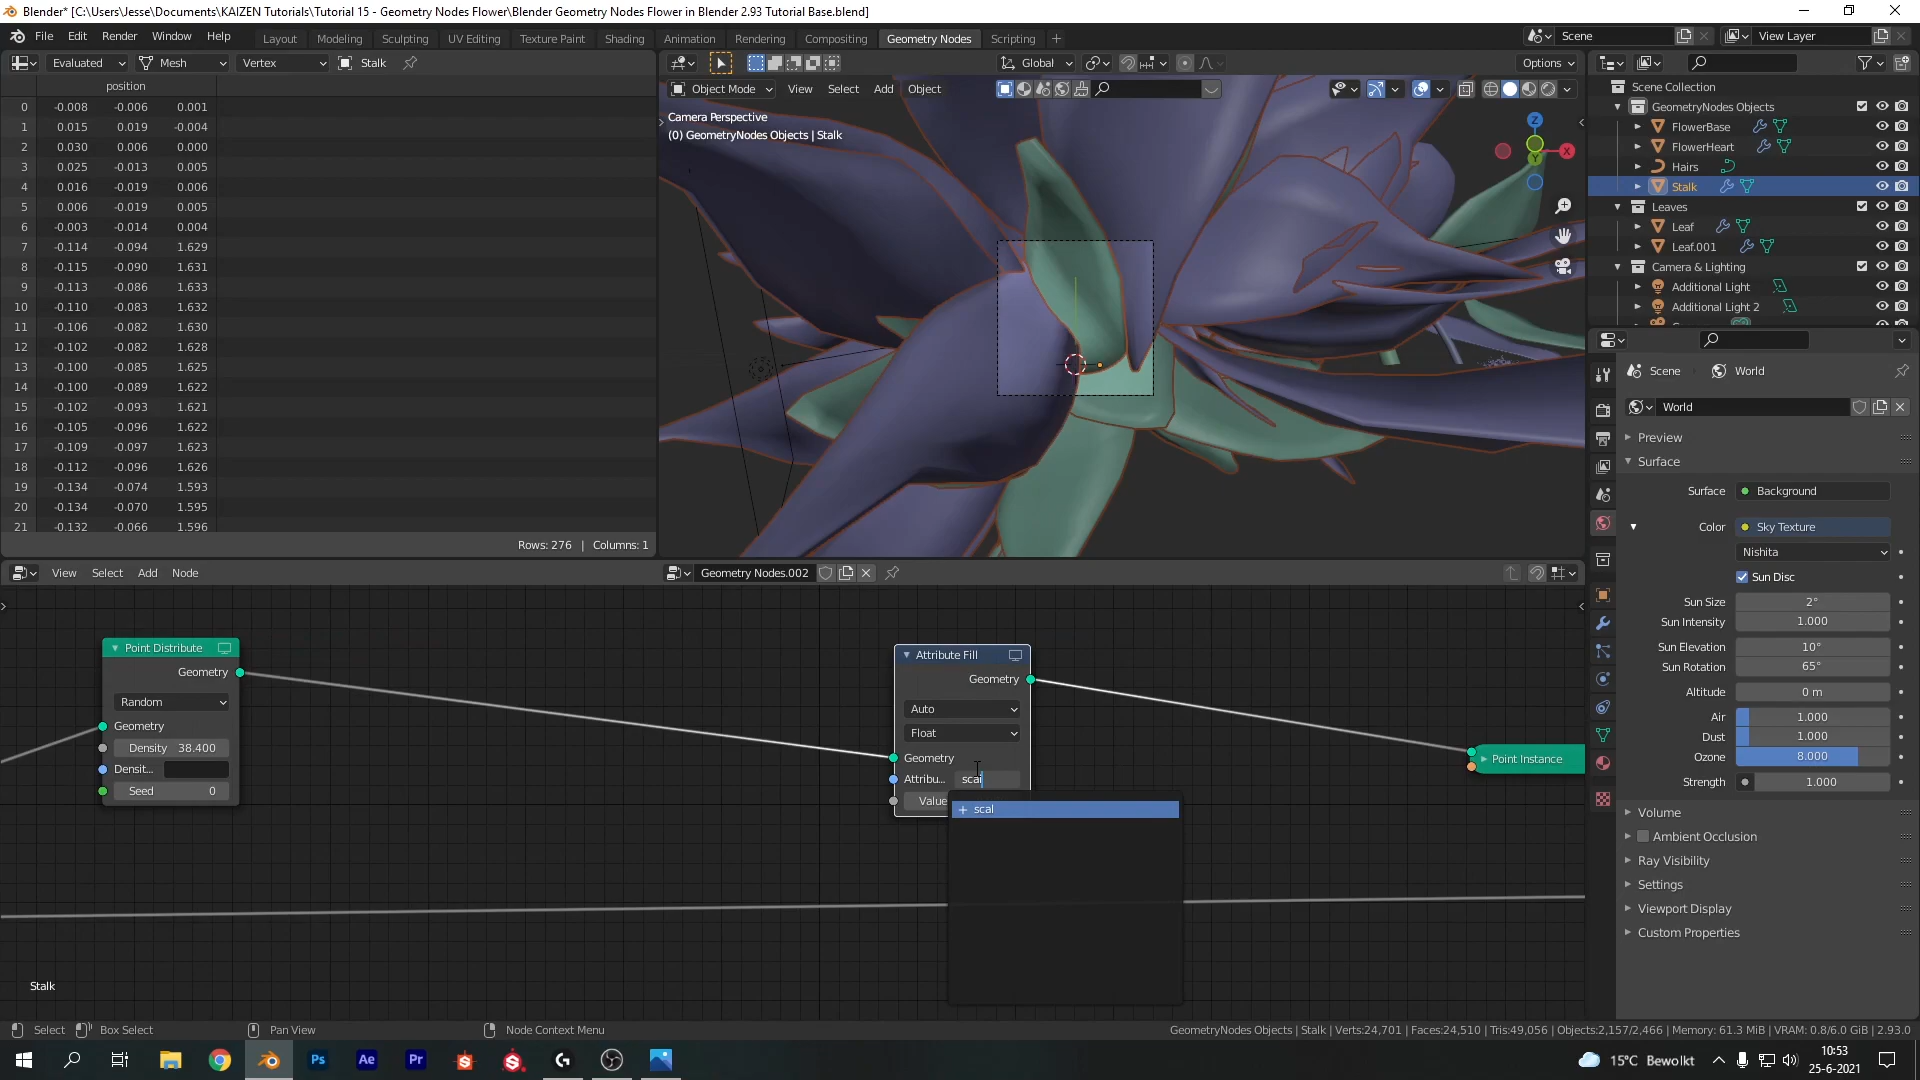 Blender* [C:\Users\Jesse\Documents\KAIZEN Tutorials\Tutorial 15 - Geometry Nodes Flower\Blender Geometry Nodes Flower in Blender 2.93 Tutorial Base.blend]
File Edit Render Window Help Layout Modeling Sculpting UV Editing Texture Paint Shading Animation Rendering Compositing Geometry Nodes Scripting Scene View Layer
Evaluated Mesh Vertex Stalk
Global Options
position
0 -0.008 -0.006 0.001
1 0.015 0.019 -0.004
2 0.030 0.006 0.000
3 0.025 -0.013 0.005
4 0.016 -0.019 0.006
5 0.006 -0.019 0.005
6 -0.003 -0.014 0.004
7 -0.114 -0.094 1.629
8 -0.115 -0.090 1.631
9 -0.113 -0.086 1.633
10 -0.110 -0.083 1.632
11 -0.106 -0.082 1.630
12 -0.102 -0.082 1.628
13 -0.100 -0.085 1.625
14 -0.100 -0.089 1.622
15 -0.102 -0.093 1.621
16 -0.105 -0.096 1.622
17 -0.109 -0.097 1.623
18 -0.112 -0.096 1.626
19 -0.134 -0.074 1.593
20 -0.134 -0.070 1.595
21 -0.132 -0.066 1.596
Rows: 276 | Columns: 1
Object Mode View Select Add Object
Camera Perspective
(0) GeometryNodes Objects | Stalk
Z
X
Y
Scene Collection
GeometryNodes Objects
FlowerBase
FlowerHeart
Hairs
Stalk
Leaves
Leaf
Leaf.001
Camera & Lighting
Additional Light
Additional Light 2
Scene World
World
Preview
Surface
Surface Background
Color Sky Texture
Nishita
Sun Disc
Sun Size 2°
Sun Intensity 1.000
Sun Elevation 10°
Sun Rotation 65°
Altitude 0 m
Air 1.000
Dust 1.000
Ozone 8.000
Strength 1.000
Volume
Ambient Occlusion
Ray Visibility
Settings
Viewport Display
Custom Properties
View Select Add Node Geometry Nodes.002
Point Distribute
Geometry
Random
Geometry
Density 38.400
Densit...
Seed 0
Attribute Fill
Geometry
Auto
Float
Geometry
Attribu... scal
Value
scal
Point Instance
Stalk
Select Box Select Pan View Node Context Menu
GeometryNodes Objects | Stalk | Verts:24,701 | Faces:24,510 | Tris:49,056 | Objects:2,157/2,466 | Memory: 61.3 MiB | VRAM: 0.8/6.0 GiB | 2.93.0
Ps Ae Pr
15°C Bewolkt
10:53
25-6-2021